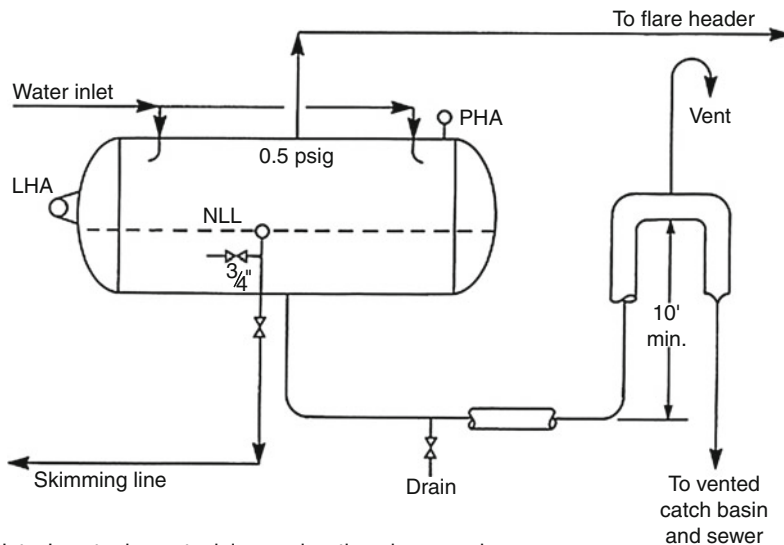 To flare header
Water inlet
PHA
Vent
0.5 psig
LHA
NLL
3/4"
10'
min.
Skimming line
Drain
To vented
catch basin
and sewer